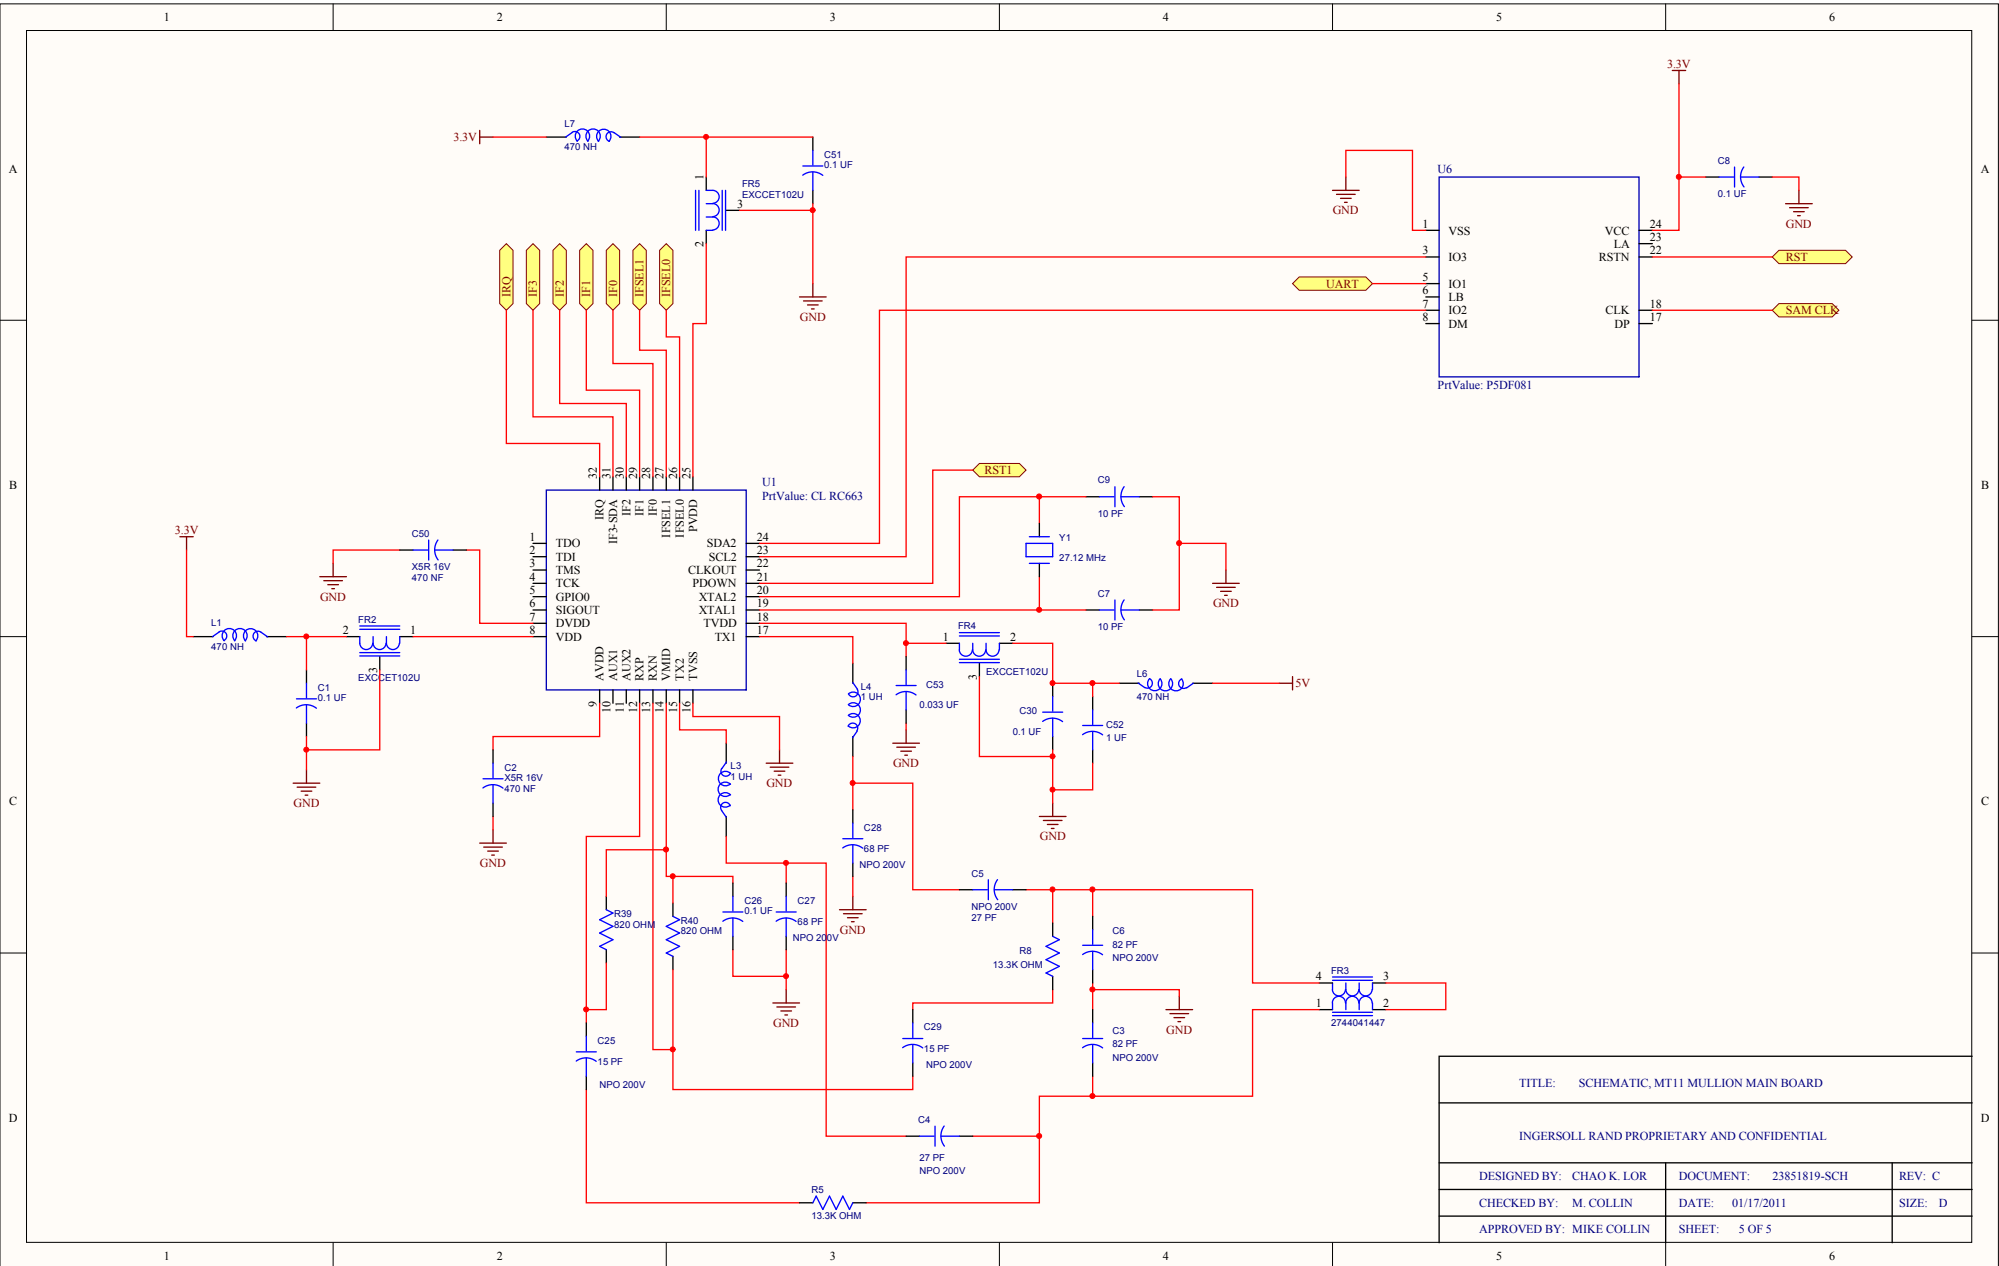 1 2 3 4 5 6
A A
B B
C C
D D
1 2 3 4 5 6
3.3V
L7
470 NH
C51
0.1 UF
FR5
EXCCET102U
1
2
3
GND
IRQ
IF3
IF2
IF1
IF0
IFSEL1
IFSEL0
3.3V
C8
0.1 UF
GND
GND
U6
1 VSS
3 IO3
5 IO1
6 LB
7 IO2
8 DM
VCC 24
LA 23
RSTN 22
CLK 18
DP 17
PrtValue: P5DF081
UART
RST
SAM CLK
U1
PrtValue: CL RC663
32 31 30 29 28 27 26 25
IRQ
IF3-SDA
IF2
IF1
IF0
IFSEL1
IFSEL0
PVDD
1 TDO
2 TDI
3 TMS
4 TCK
5 GPIO0
6 SIGOUT
7 DVDD
8 VDD
SDA2 24
SCL2 23
CLKOUT 22
PDOWN 21
XTAL2 20
XTAL1 19
TVDD 18
TX1 17
AVDD
AUX1
AUX2
RXP
RXN
VMID
TX2
TVSS
9 10 11 12 13 14 15 16
RST1
C9
10 PF
Y1
27.12 MHz
C7
10 PF
GND
3.3V
C50
X5R 16V
470 NF
GND
L1
470 NH
FR2
2 1
3
EXCCET102U
C1
0.1 UF
GND
C2
X5R 16V
470 NF
GND
L3
1 UH
GND
L4
1 UH
C53
0.033 UF
GND
FR4
1 2
3
EXCCET102U
C30
0.1 UF
C52
1 UF
L6
470 NH
5V
GND
C28
68 PF
NPO 200V
GND
R39
820 OHM
R40
820 OHM
C26
0.1 UF
C27
68 PF
NPO 200V
GND
C5
NPO 200V
27 PF
R8
13.3K OHM
C6
82 PF
NPO 200V
GND
C3
82 PF
NPO 200V
C29
15 PF
NPO 200V
C25
15 PF
NPO 200V
C4
27 PF
NPO 200V
R5
13.3K OHM
FR3
4 3
1 2
2744041447
TITLE: SCHEMATIC, MT11 MULLION MAIN BOARD
INGERSOLL RAND PROPRIETARY AND CONFIDENTIAL
DESIGNED BY: CHAO K. LOR DOCUMENT: 23851819-SCH REV: C
CHECKED BY: M. COLLIN DATE: 01/17/2011 SIZE: D
APPROVED BY: MIKE COLLIN SHEET: 5 OF 5